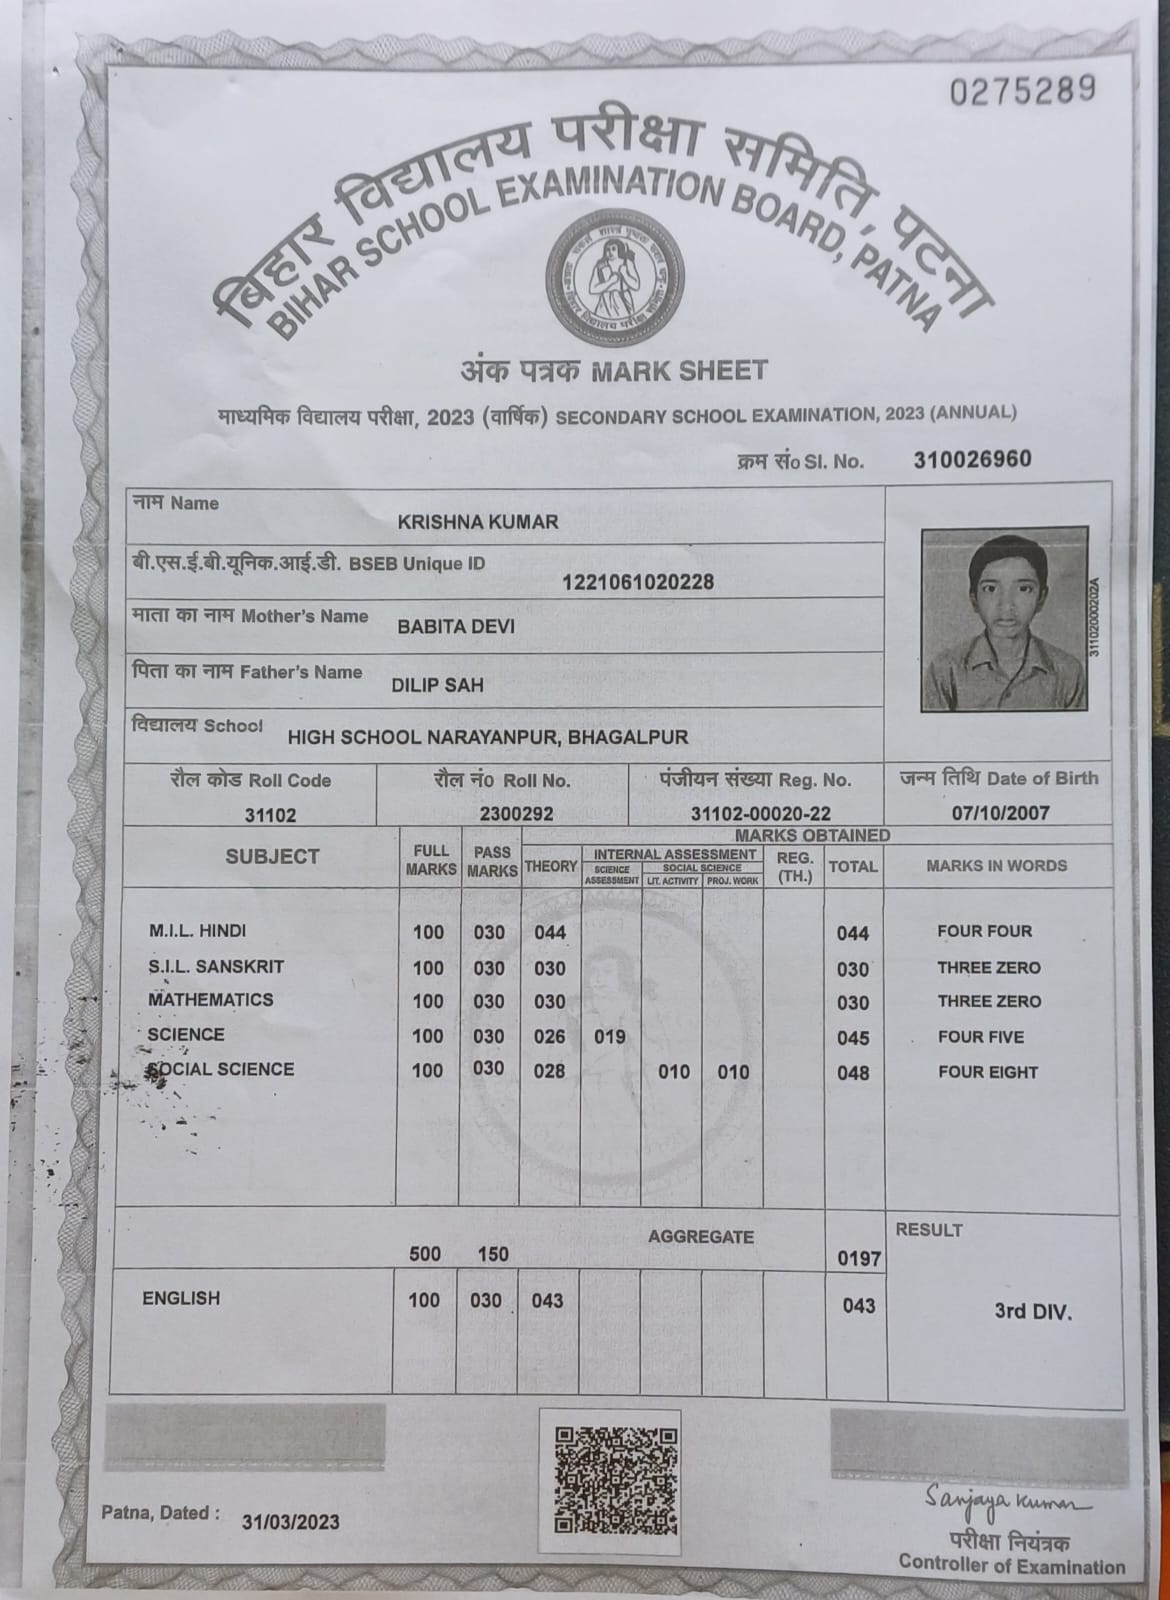 0275289
बिहार विद्यालय परीक्षा समिति, पटना
BIHAR SCHOOL EXAMINATION BOARD, PATNA
अंक पत्रक MARK SHEET
माध्यमिक विद्यालय परीक्षा, 2023 (वार्षिक) SECONDARY SCHOOL EXAMINATION, 2023 (ANNUAL)
क्रम सं० Sl. No. 310026960
नाम Name KRISHNA KUMAR
बी.एस.ई.बी.यूनिक.आई.डी. BSEB Unique ID 1221061020228
माता का नाम Mother's Name BABITA DEVI
पिता का नाम Father's Name DILIP SAH
विद्यालय School HIGH SCHOOL NARAYANPUR, BHAGALPUR
311020000202A
रौल कोड Roll Code रौल नं० Roll No. पंजीयन संख्या Reg. No. जन्म तिथि Date of Birth
31102 2300292 31102-00020-22 07/10/2007
MARKS OBTAINED
SUBJECT FULL MARKS PASS MARKS THEORY INTERNAL ASSESSMENT REG. (TH.) TOTAL MARKS IN WORDS
SCIENCE ASSESSMENT SOCIAL SCIENCE LIT. ACTIVITY PROJ. WORK
M.I.L. HINDI 100 030 044 044 FOUR FOUR
S.I.L. SANSKRIT 100 030 030 030 THREE ZERO
MATHEMATICS 100 030 030 030 THREE ZERO
SCIENCE 100 030 026 019 045 FOUR FIVE
SOCIAL SCIENCE 100 030 028 010 010 048 FOUR EIGHT
500 150 AGGREGATE 0197 RESULT
ENGLISH 100 030 043 043 3rd DIV.
Patna, Dated : 31/03/2023
Sanjaya Kumar
परीक्षा नियंत्रक
Controller of Examination